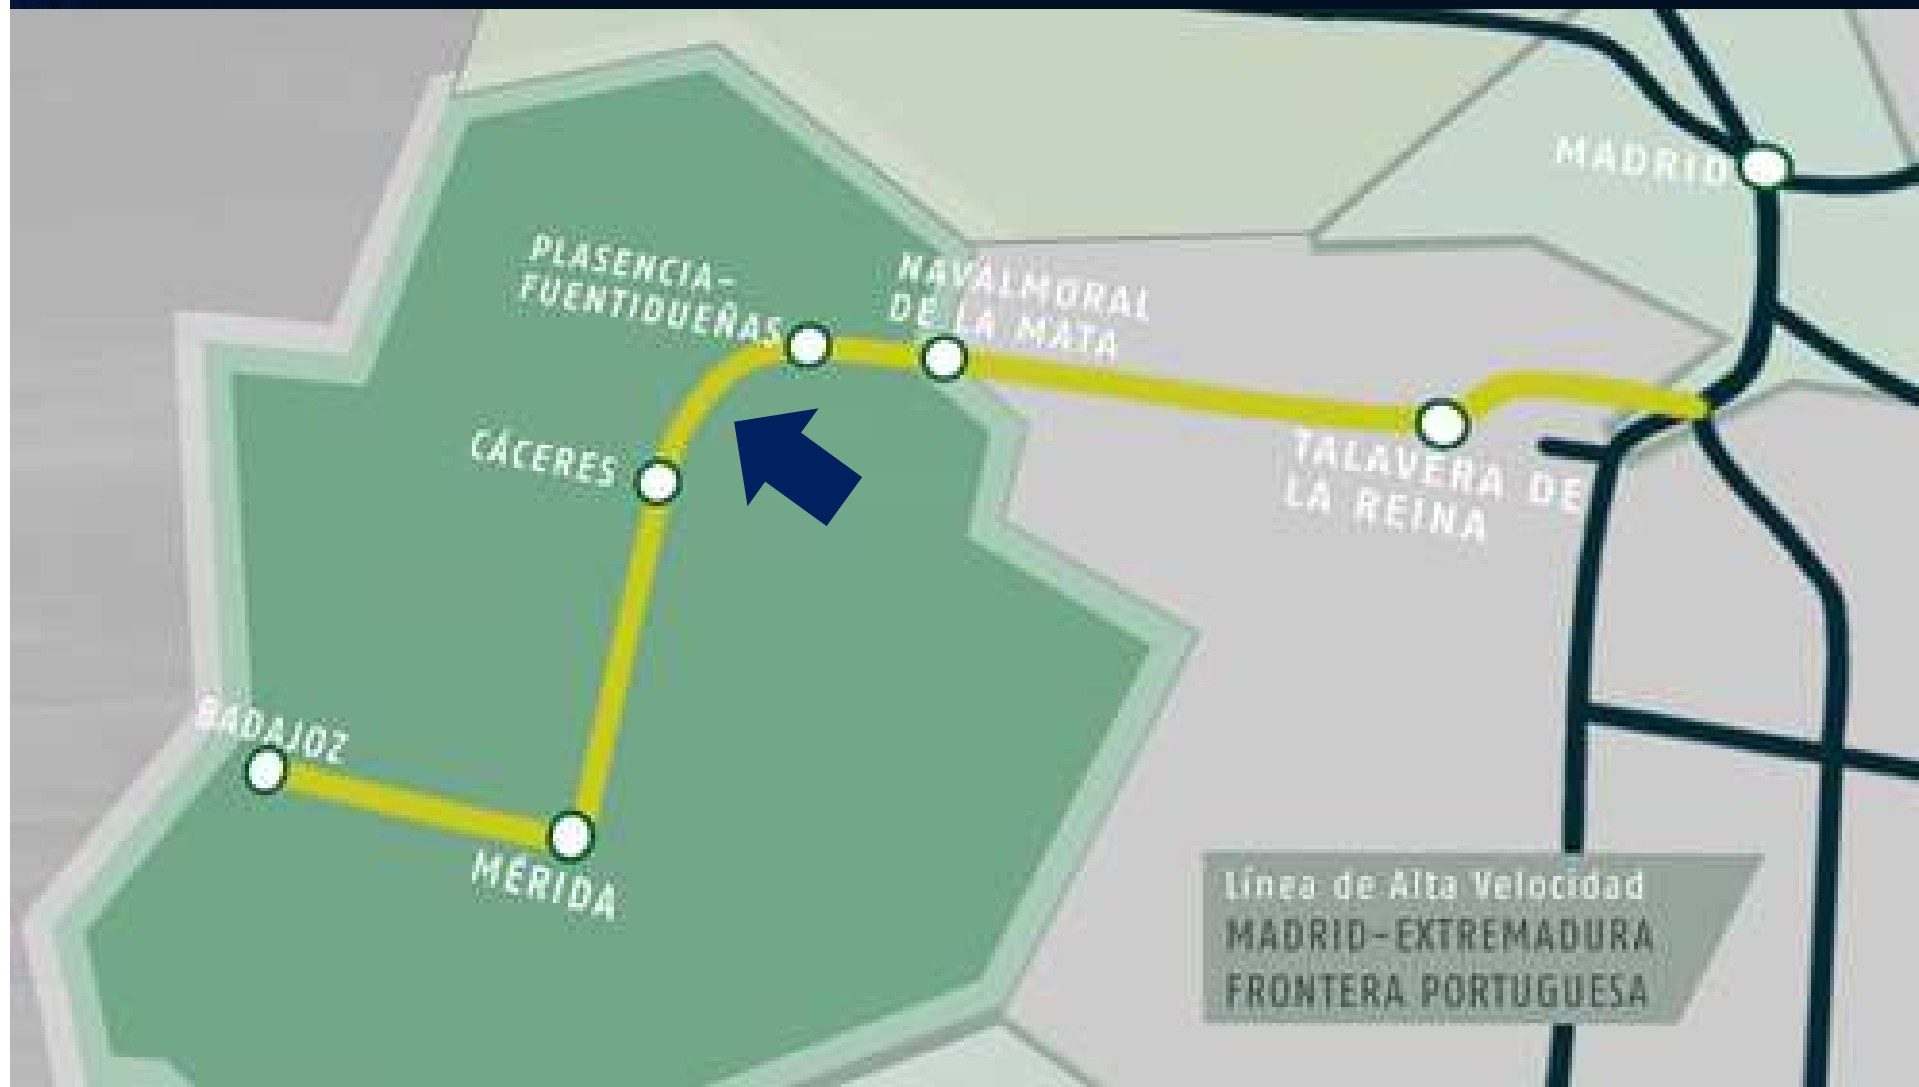 MADRID
PLASENCIA-
FUENTIDUEÑAS
NAVALMORAL
DE LA MATA
CÁCERES
TALAVERA DE
LA REINA
BADAJOZ
MÉRIDA
Línea de Alta Velocidad
MADRID-EXTREMADURA
FRONTERA PORTUGUESA